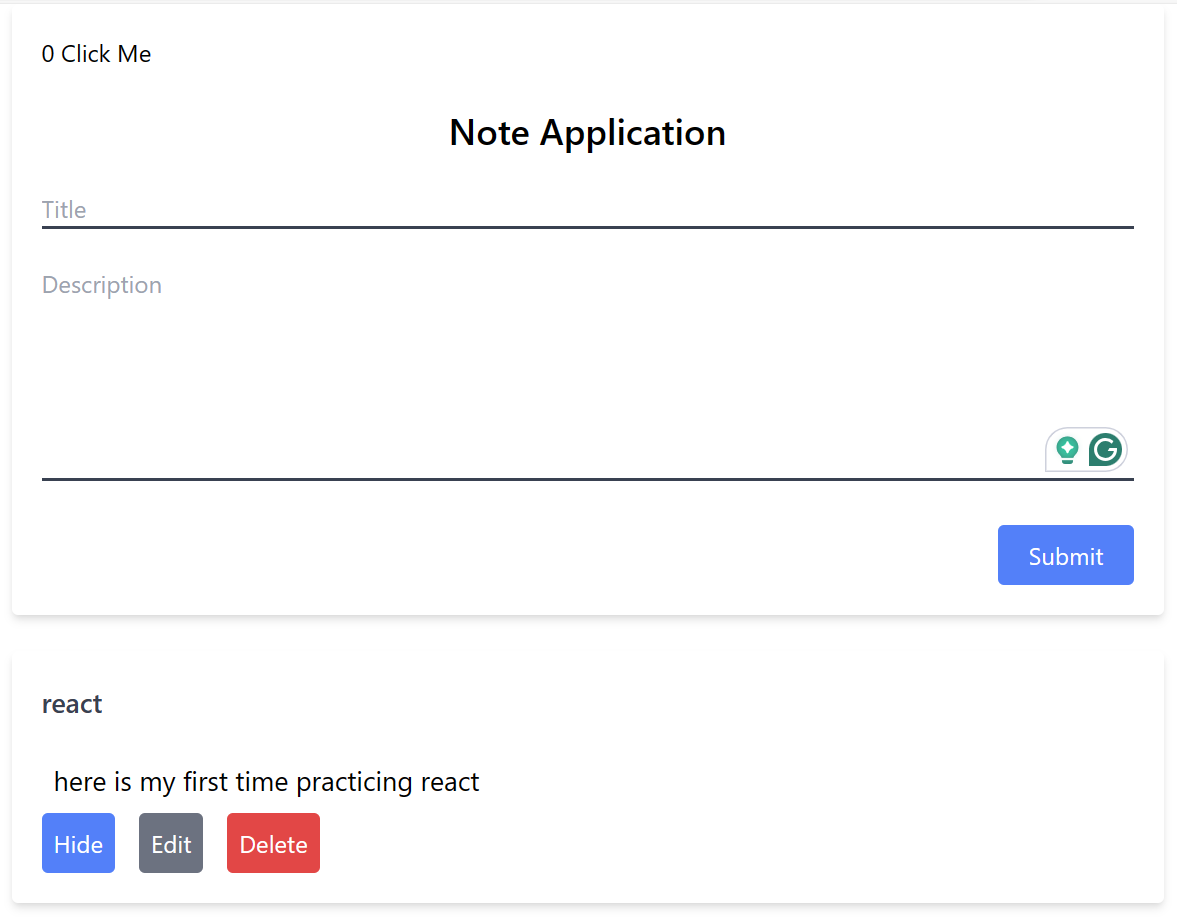 0 Click Me
Note Application
Title
Description
Submit
react
here is my first time practicing react
Hide Edit Delete